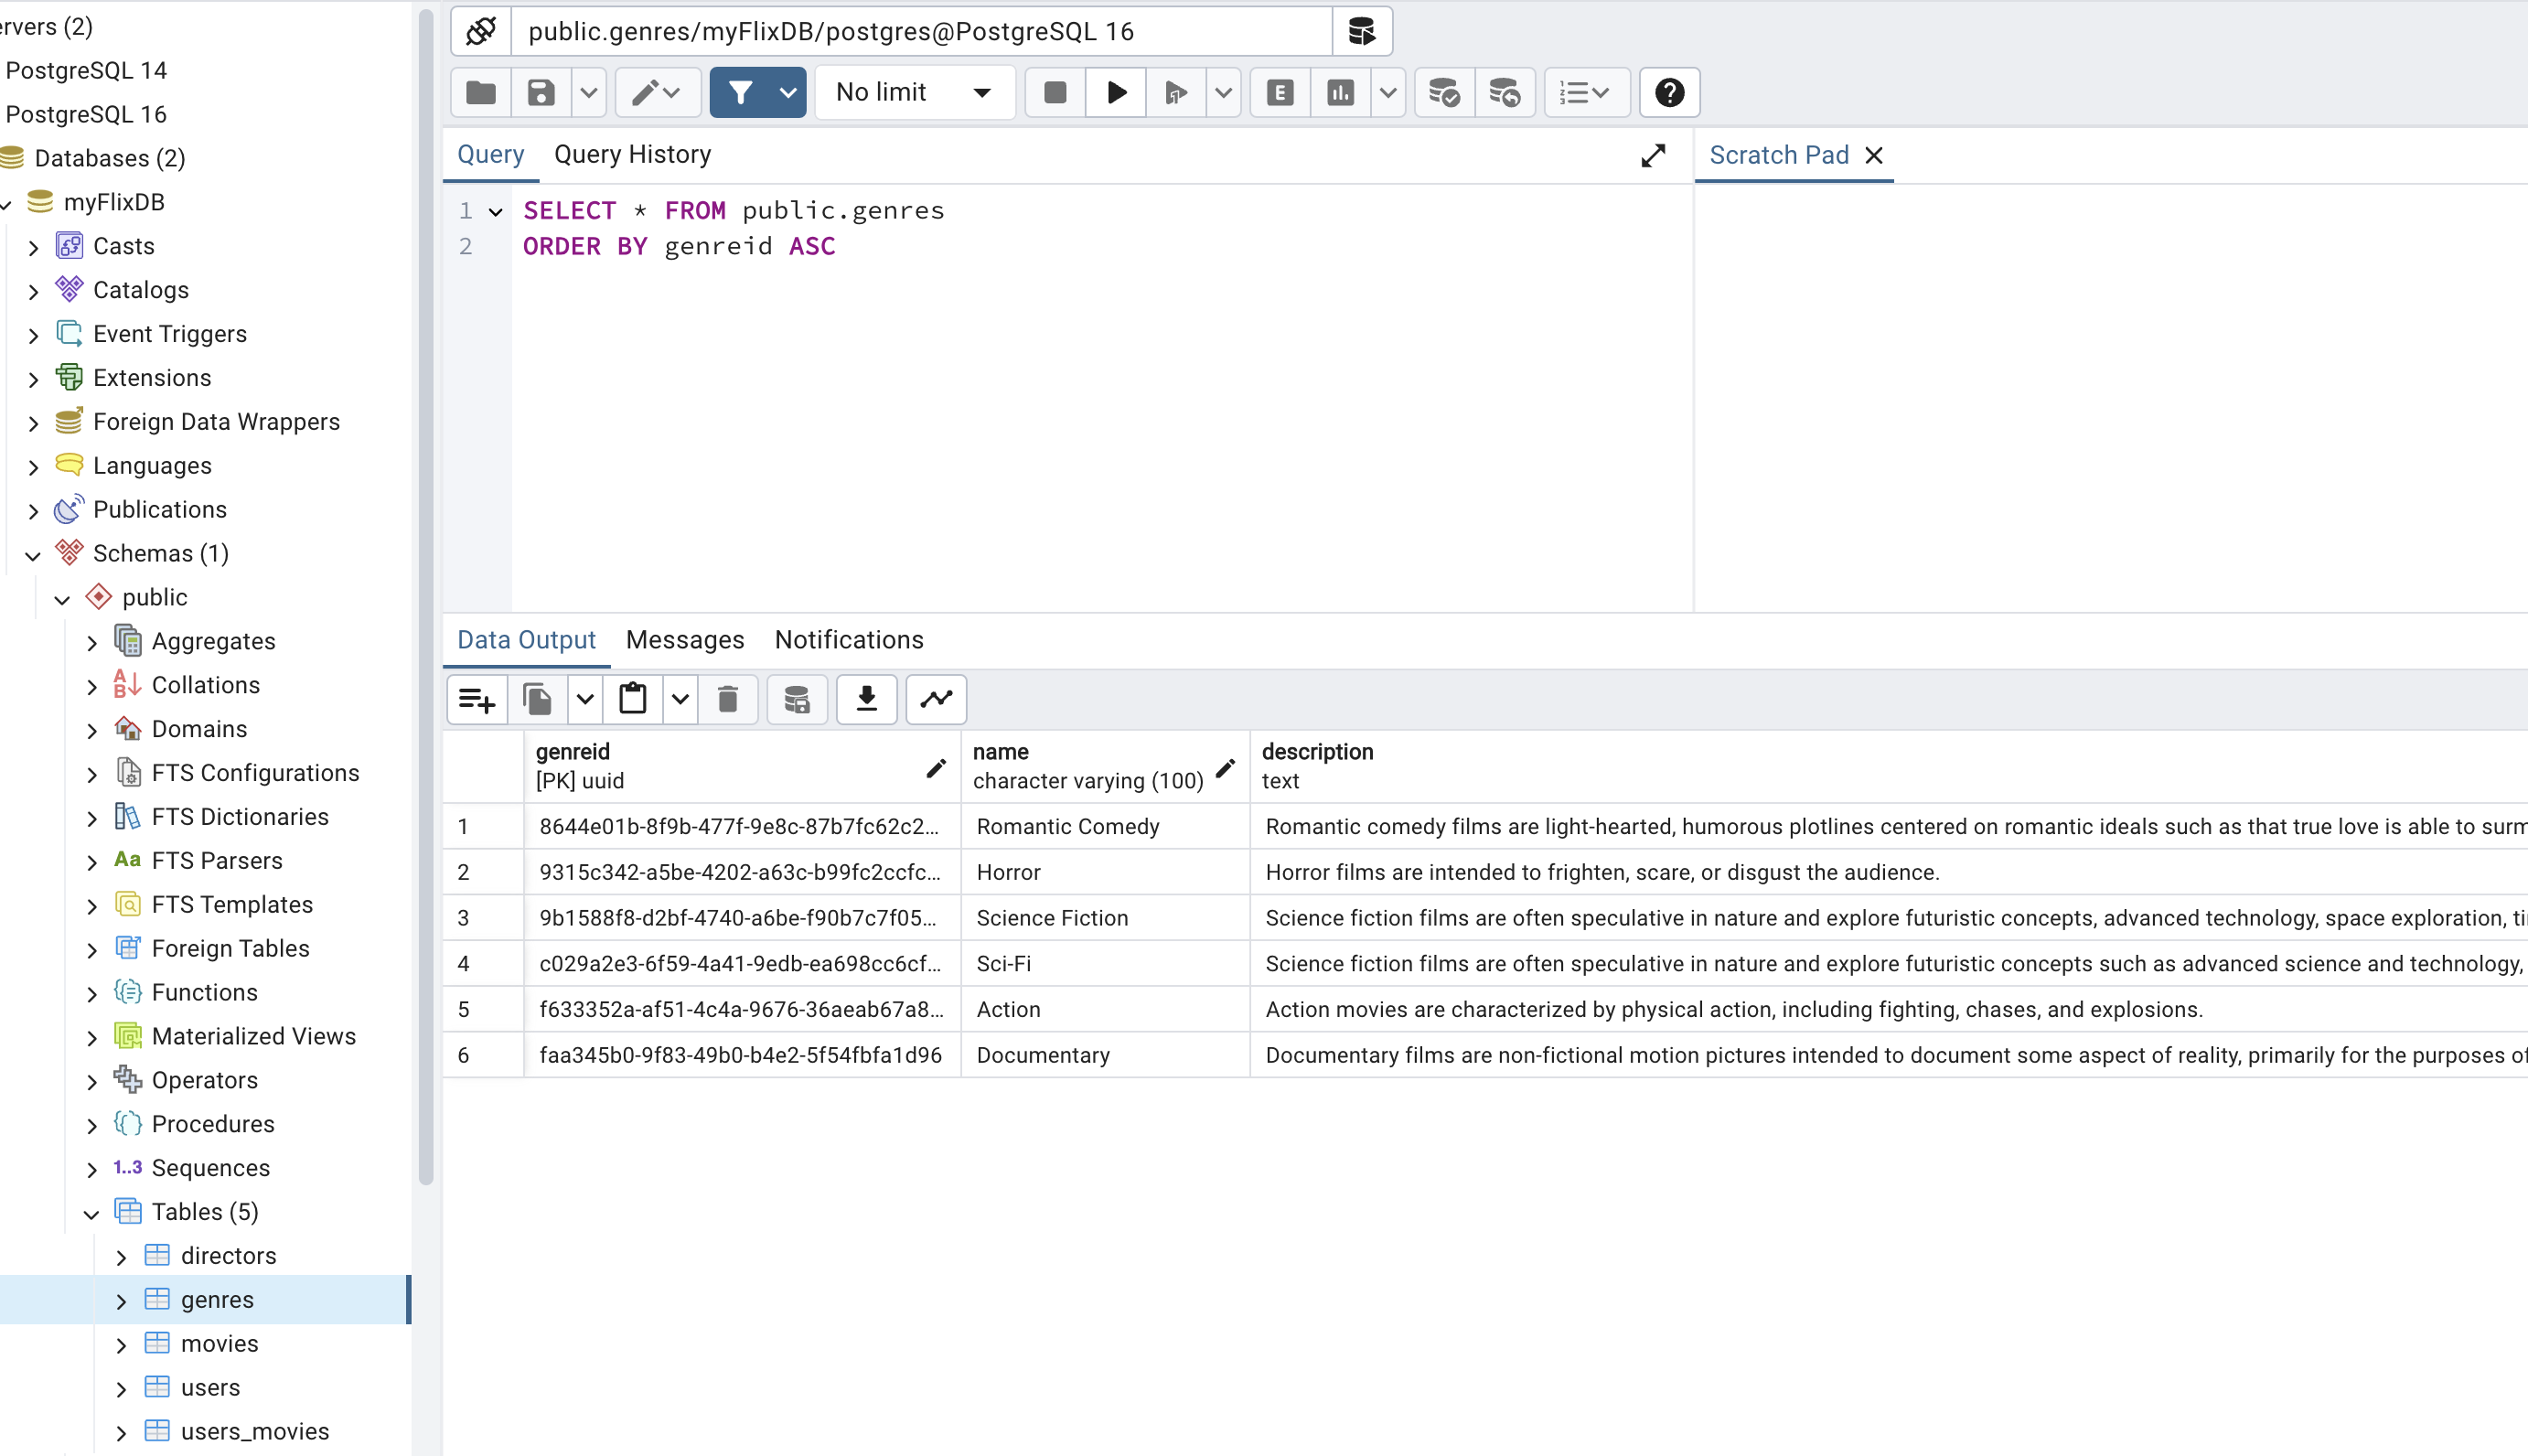 ervers (2)
PostgreSQL 14
PostgreSQL 16
Databases (2)
myFlixDB
Casts
Catalogs
Event Triggers
Extensions
Foreign Data Wrappers
Languages
Publications
Schemas (1)
public
Aggregates
Collations
Domains
FTS Configurations
FTS Dictionaries
Aa FTS Parsers
FTS Templates
Foreign Tables
Functions
Materialized Views
Operators
Procedures
1..3 Sequences
Tables (5)
directors
genres
movies
users
users_movies
public.genres/myFlixDB/postgres@PostgreSQL 16
No limit
E
Query Query History
Scratch Pad
1 SELECT * FROM public.genres
2 ORDER BY genreid ASC
Data Output Messages Notifications
genreid name description
[PK] uuid character varying (100) text
1 8644e01b-8f9b-477f-9e8c-87b7fc62c2… Romantic Comedy Romantic comedy films are light-hearted, humorous plotlines centered on romantic ideals such as that true love is able to surm
2 9315c342-a5be-4202-a63c-b99fc2ccfc… Horror Horror films are intended to frighten, scare, or disgust the audience.
3 9b1588f8-d2bf-4740-a6be-f90b7c7f05… Science Fiction Science fiction films are often speculative in nature and explore futuristic concepts, advanced technology, space exploration, ti
4 c029a2e3-6f59-4a41-9edb-ea698cc6cf… Sci-Fi Science fiction films are often speculative in nature and explore futuristic concepts such as advanced science and technology,
5 f633352a-af51-4c4a-9676-36aeab67a8… Action Action movies are characterized by physical action, including fighting, chases, and explosions.
6 faa345b0-9f83-49b0-b4e2-5f54fbfa1d96 Documentary Documentary films are non-fictional motion pictures intended to document some aspect of reality, primarily for the purposes of